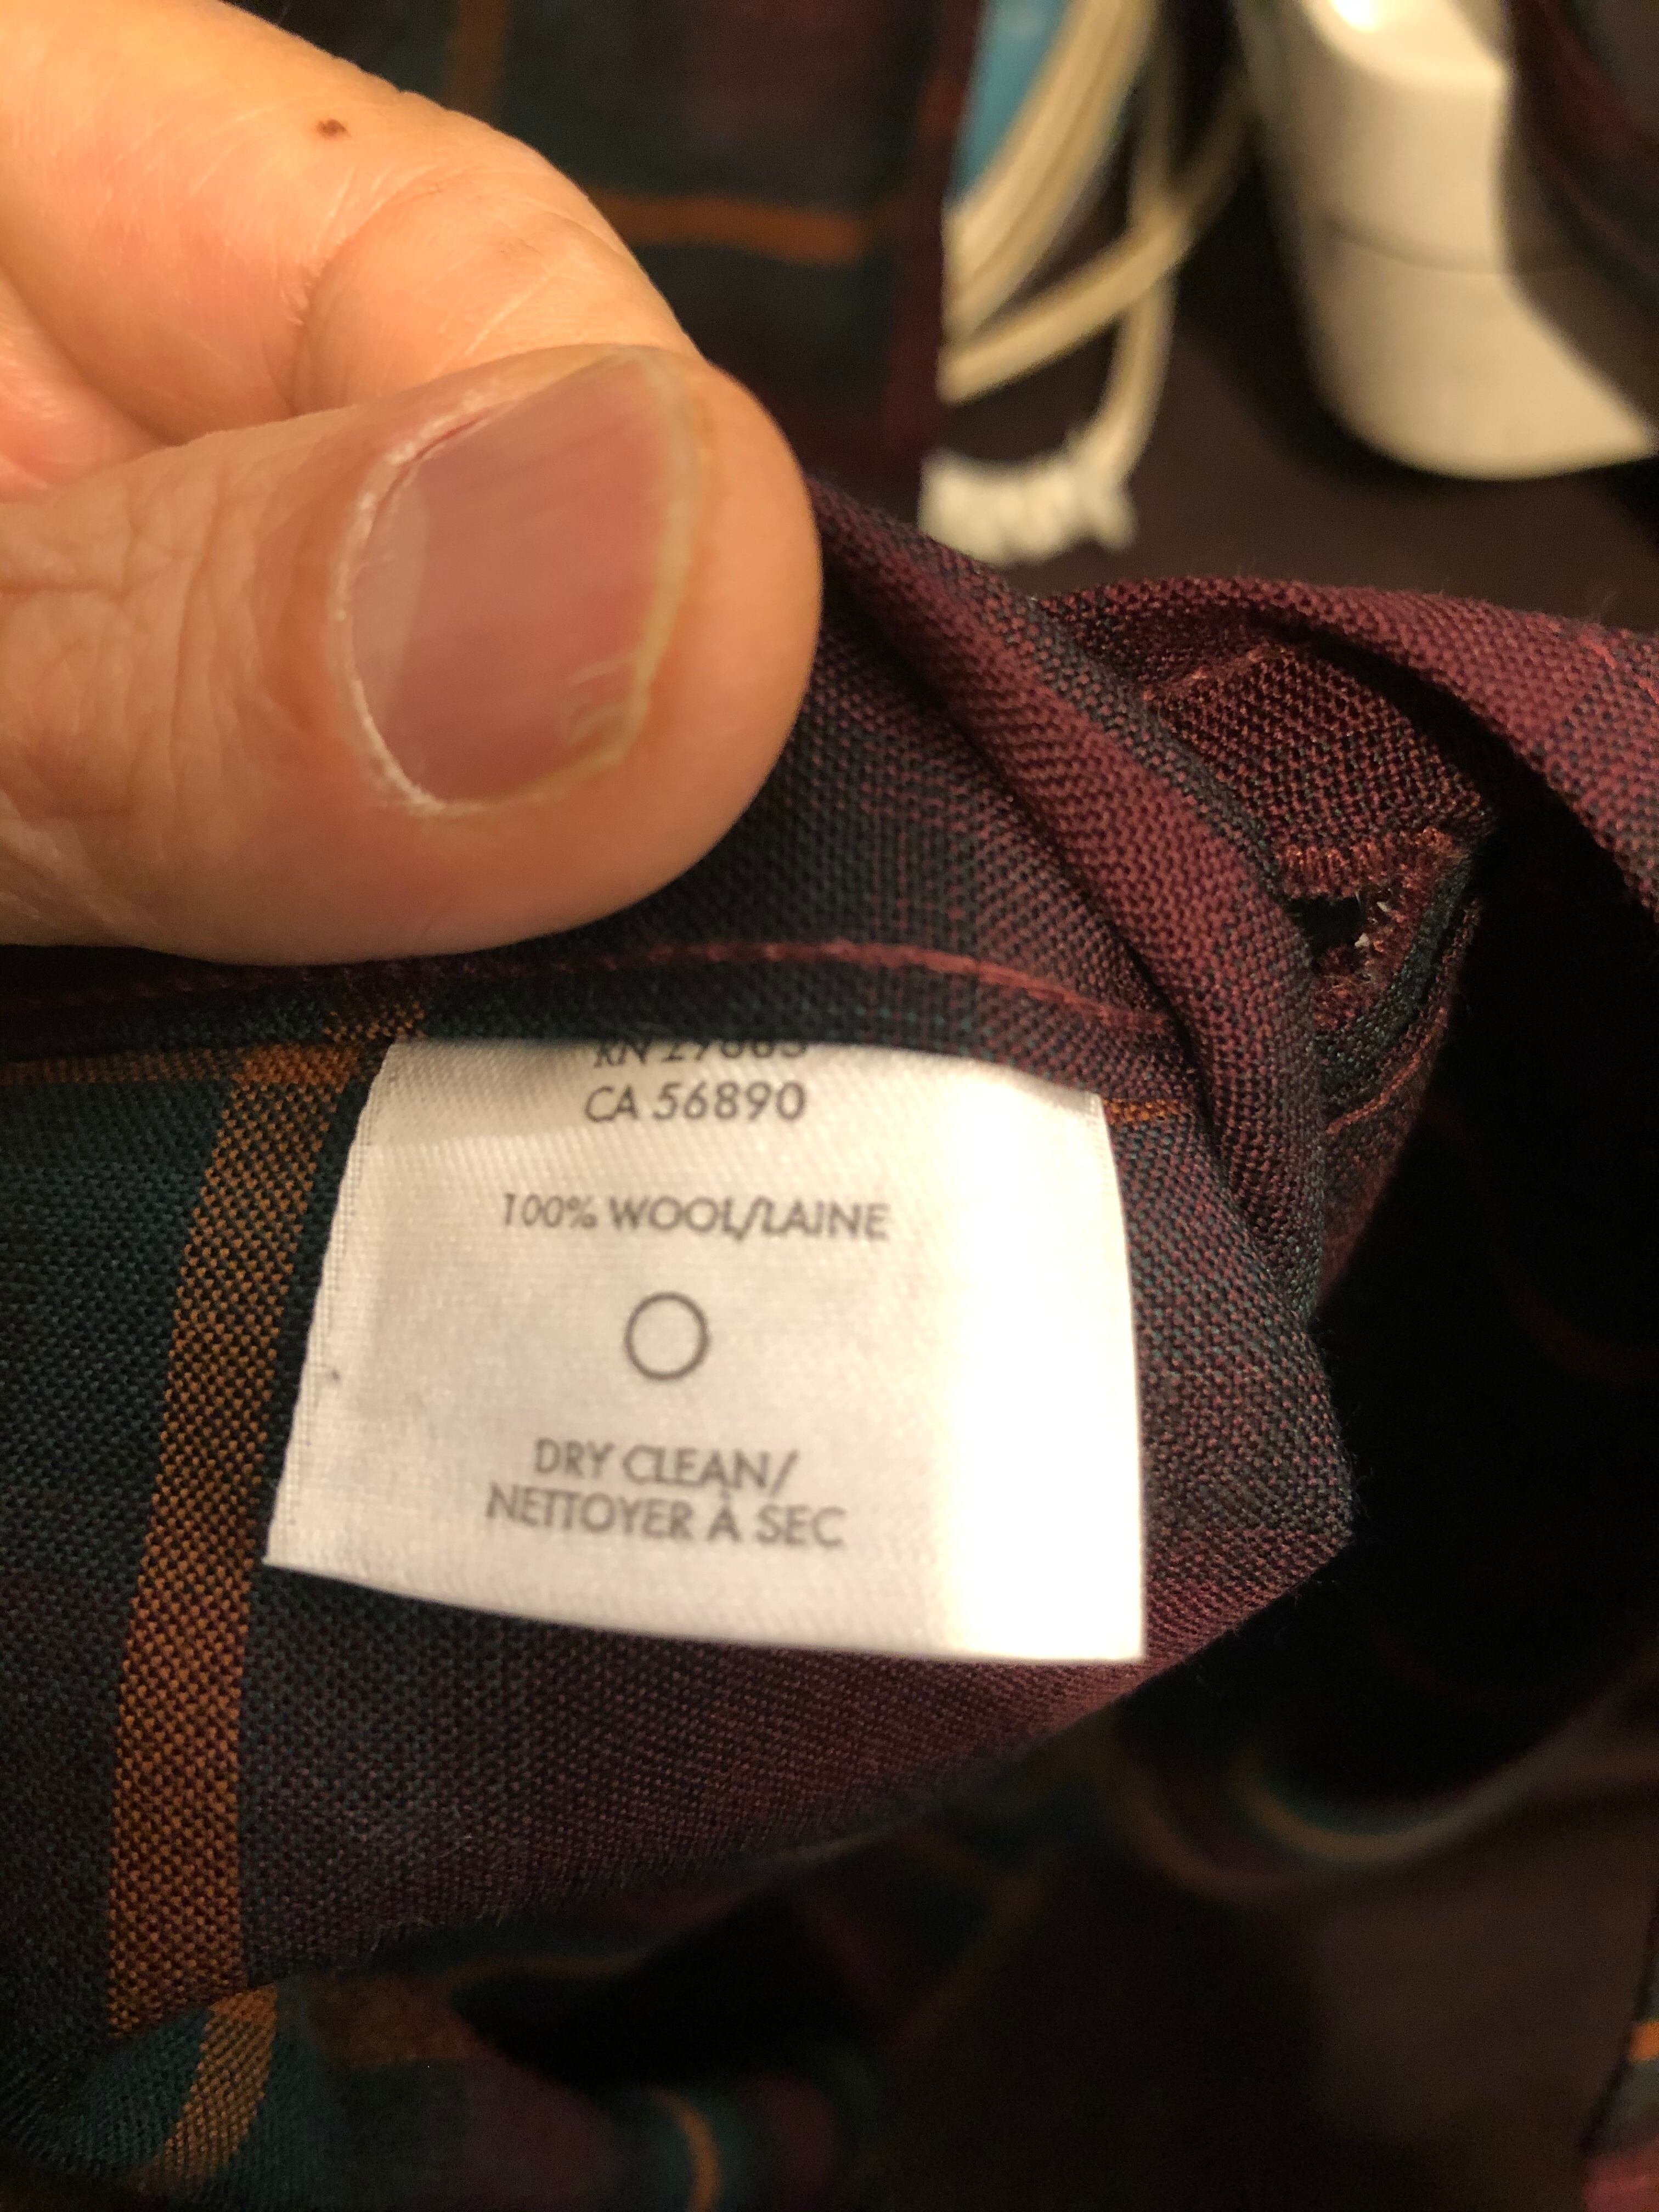 CA 56890
100% WOOL/LAINE
DRY CLEAN/
NETTOYER À SEC